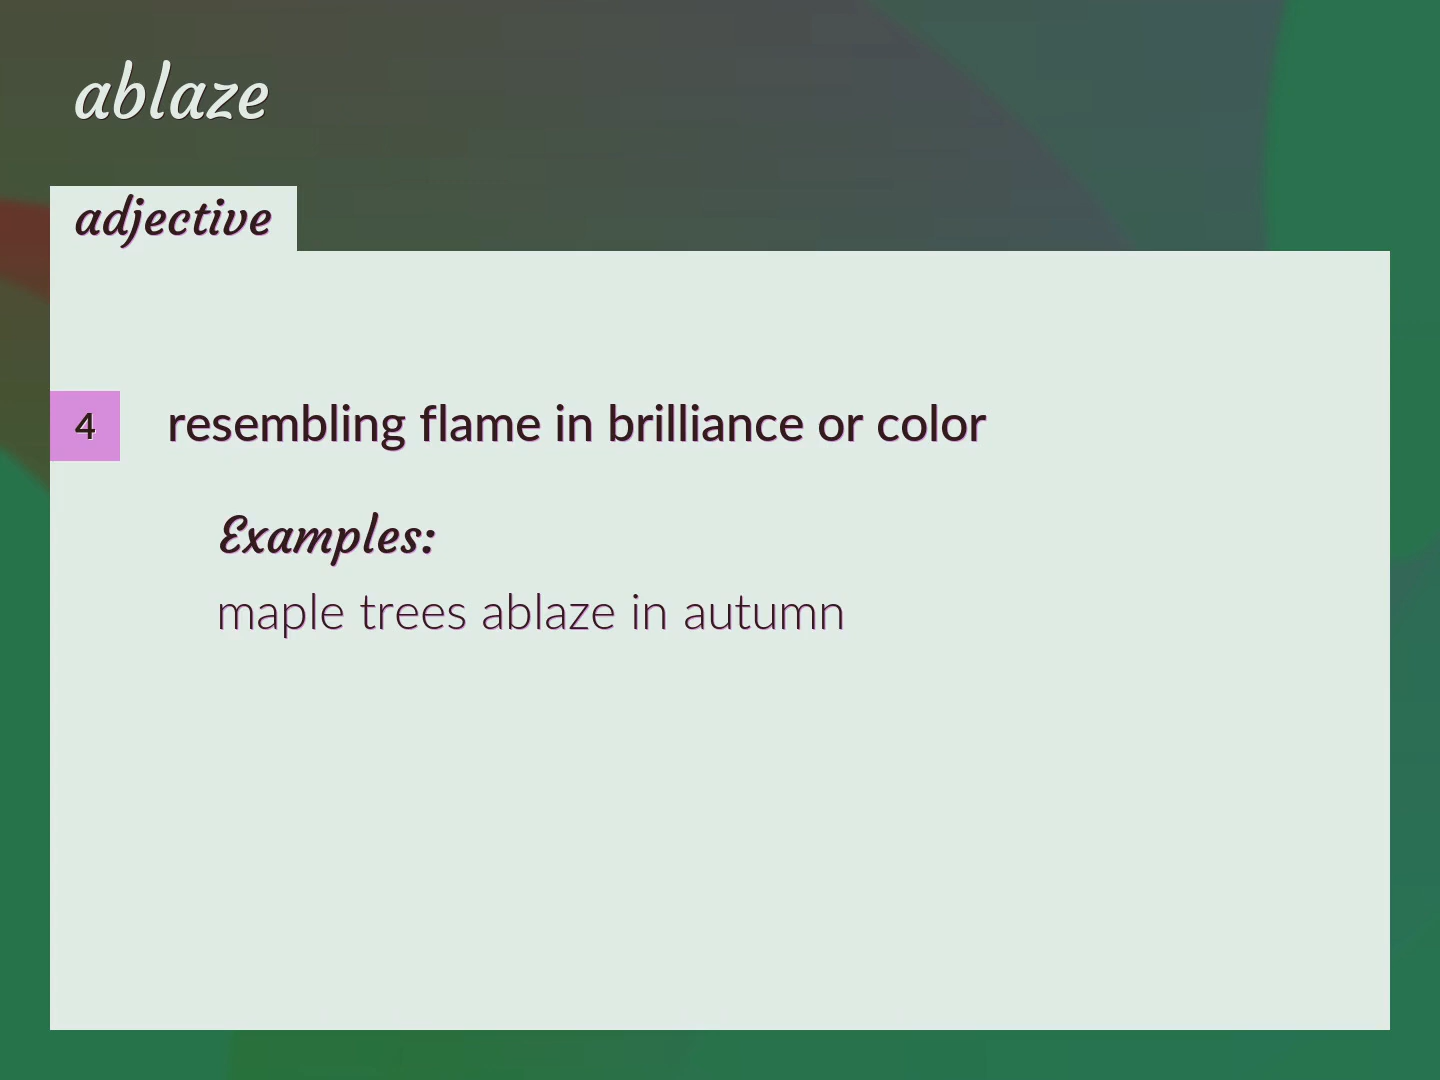 ablaze
adjective
4 resembling flame in brilliance or color
Examples:
maple trees ablaze in autumn